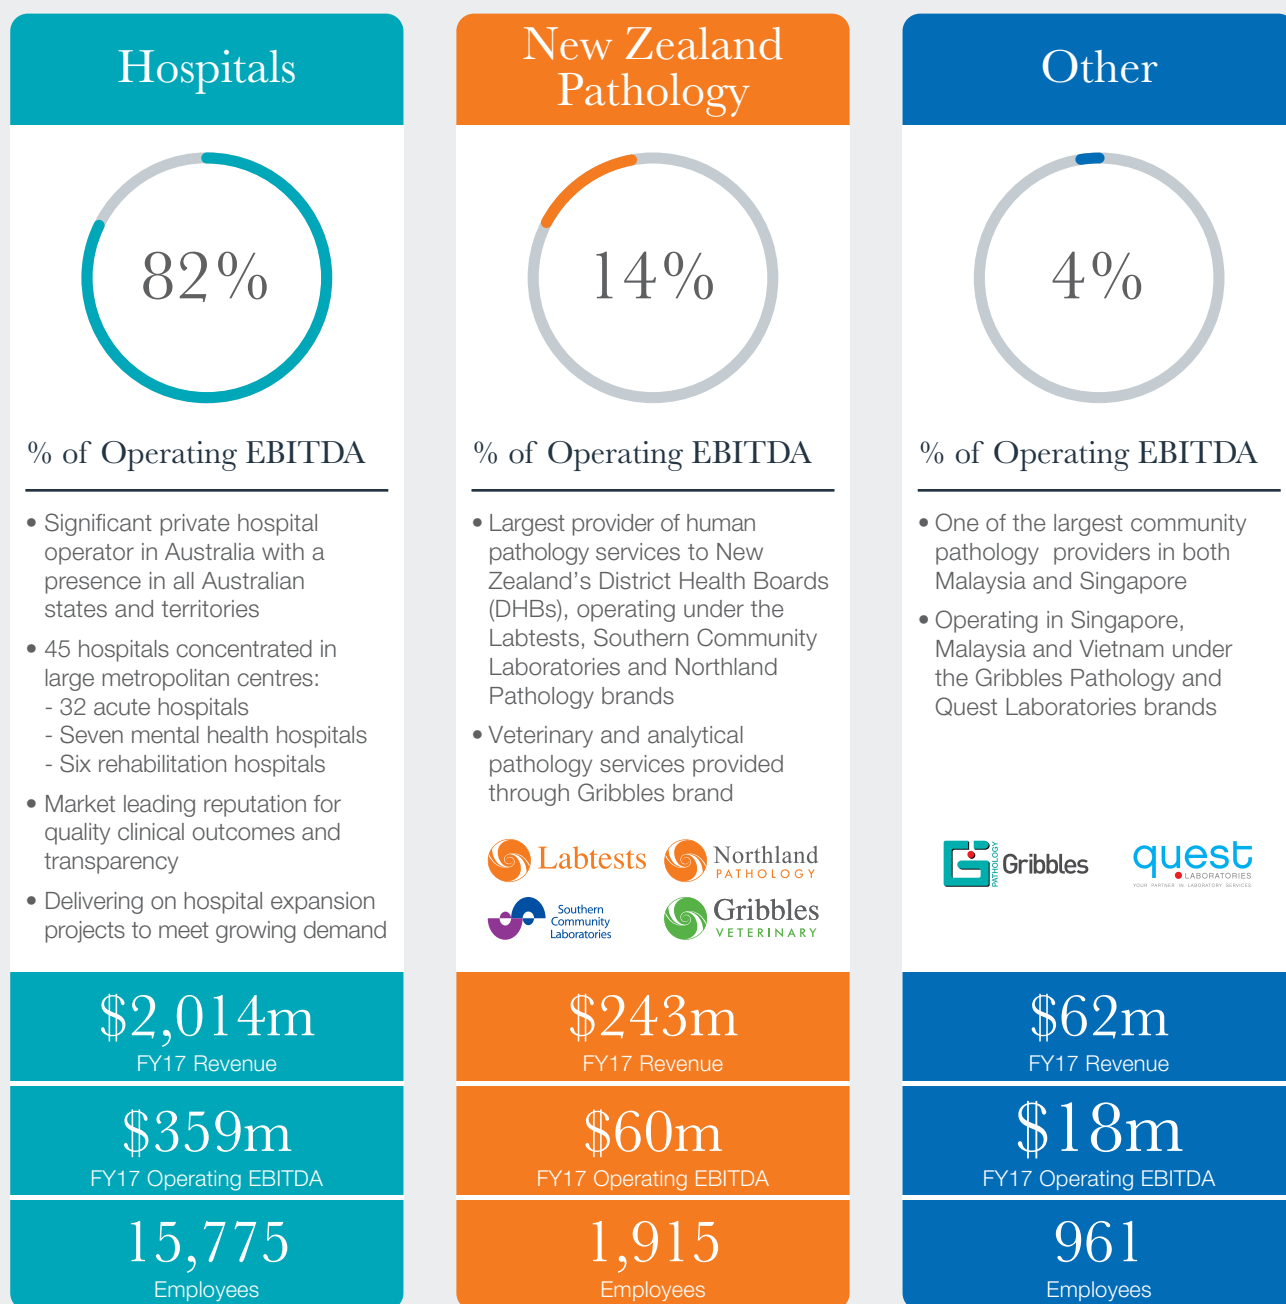 Hospitals
82%
% of Operating EBITDA
• Significant private hospital
operator in Australia with a
presence in all Australian
states and territories
• 45 hospitals concentrated in
large metropolitan centres:
- 32 acute hospitals
- Seven mental health hospitals
- Six rehabilitation hospitals
• Market leading reputation for
quality clinical outcomes and
transparency
• Delivering on hospital expansion
projects to meet growing demand
$2,014m
FY17 Revenue
$359m
FY17 Operating EBITDA
15,775
Employees
New Zealand
Pathology
14%
% of Operating EBITDA
• Largest provider of human
pathology services to New
Zealand's District Health Boards
(DHBs), operating under the
Labtests, Southern Community
Laboratories and Northland
Pathology brands
• Veterinary and analytical
pathology services provided
through Gribbles brand
Labtests
Northland
PATHOLOGY
Southern
Community
Laboratories
Gribbles
VETERINARY
$243m
FY17 Revenue
$60m
FY17 Operating EBITDA
1,915
Employees
Other
4%
% of Operating EBITDA
• One of the largest community
pathology providers in both
Malaysia and Singapore
• Operating in Singapore,
Malaysia and Vietnam under
the Gribbles Pathology and
Quest Laboratories brands
PATHOLOGY
Gribbles
quest
LABORATORIES
YOUR PARTNER IN LABORATORY SERVICES
$62m
FY17 Revenue
$18m
FY17 Operating EBITDA
961
Employees